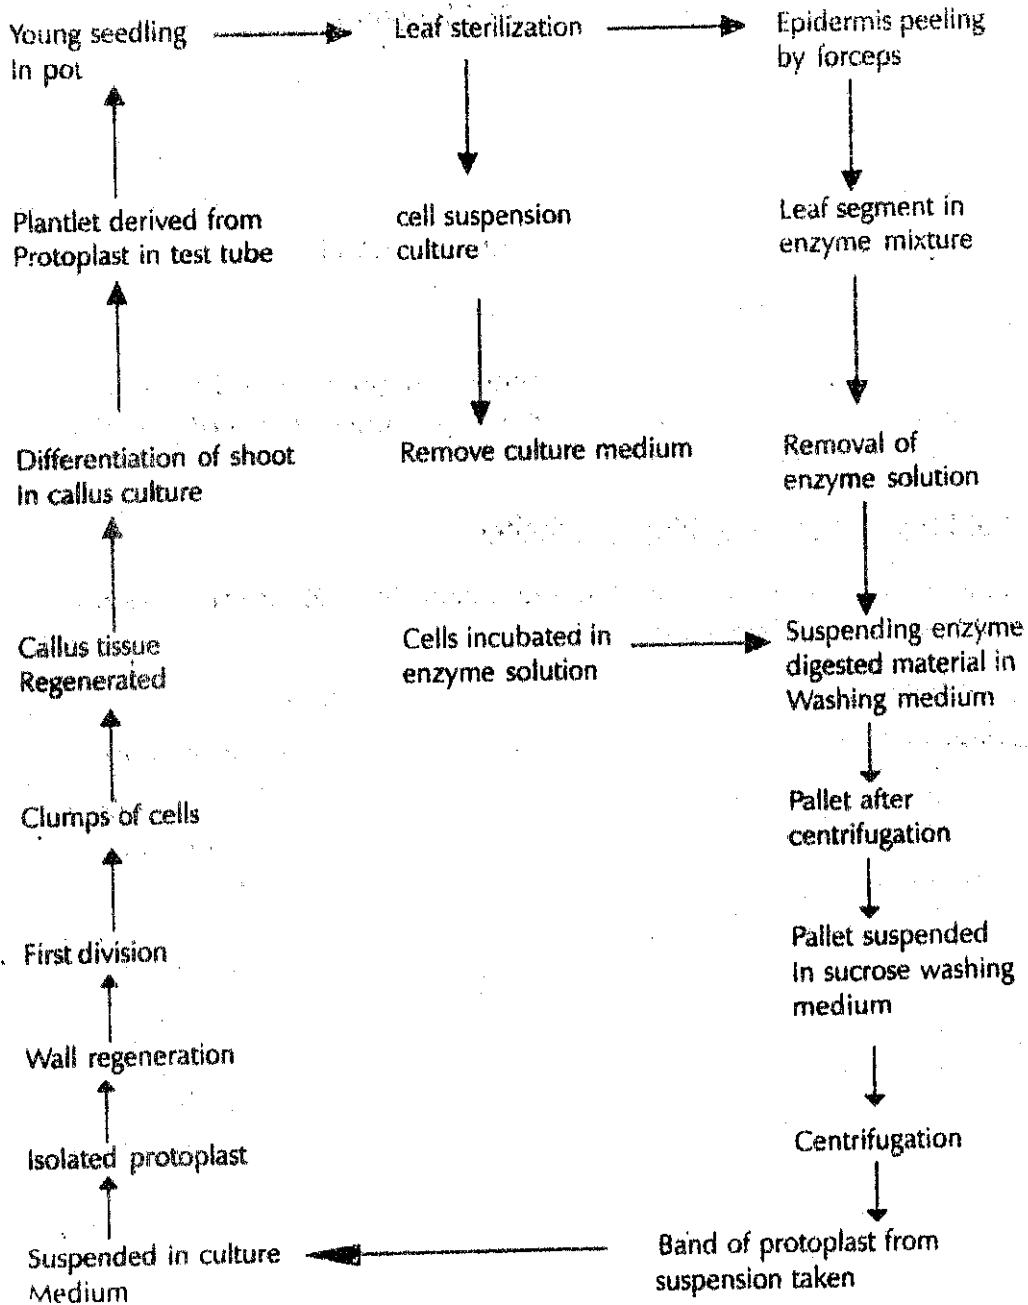 Young seedling
In pot
Leaf sterilization
Epidermis peeling
by forceps
Plantlet derived from
Protoplast in test tube
cell suspension
culture
Leaf segment in
enzyme mixture
Differentiation of shoot
In callus culture
Remove culture medium
Removal of
enzyme solution
Callus tissue
Regenerated
Cells incubated in
enzyme solution
Suspending enzyme
digested material in
Washing medium
Clumps of cells
Pallet after
centrifugation
First division
Pallet suspended
In sucrose washing
medium
Wall regeneration
Isolated protoplast
Centrifugation
Suspended in culture
Medium
Band of protoplast from
suspension taken